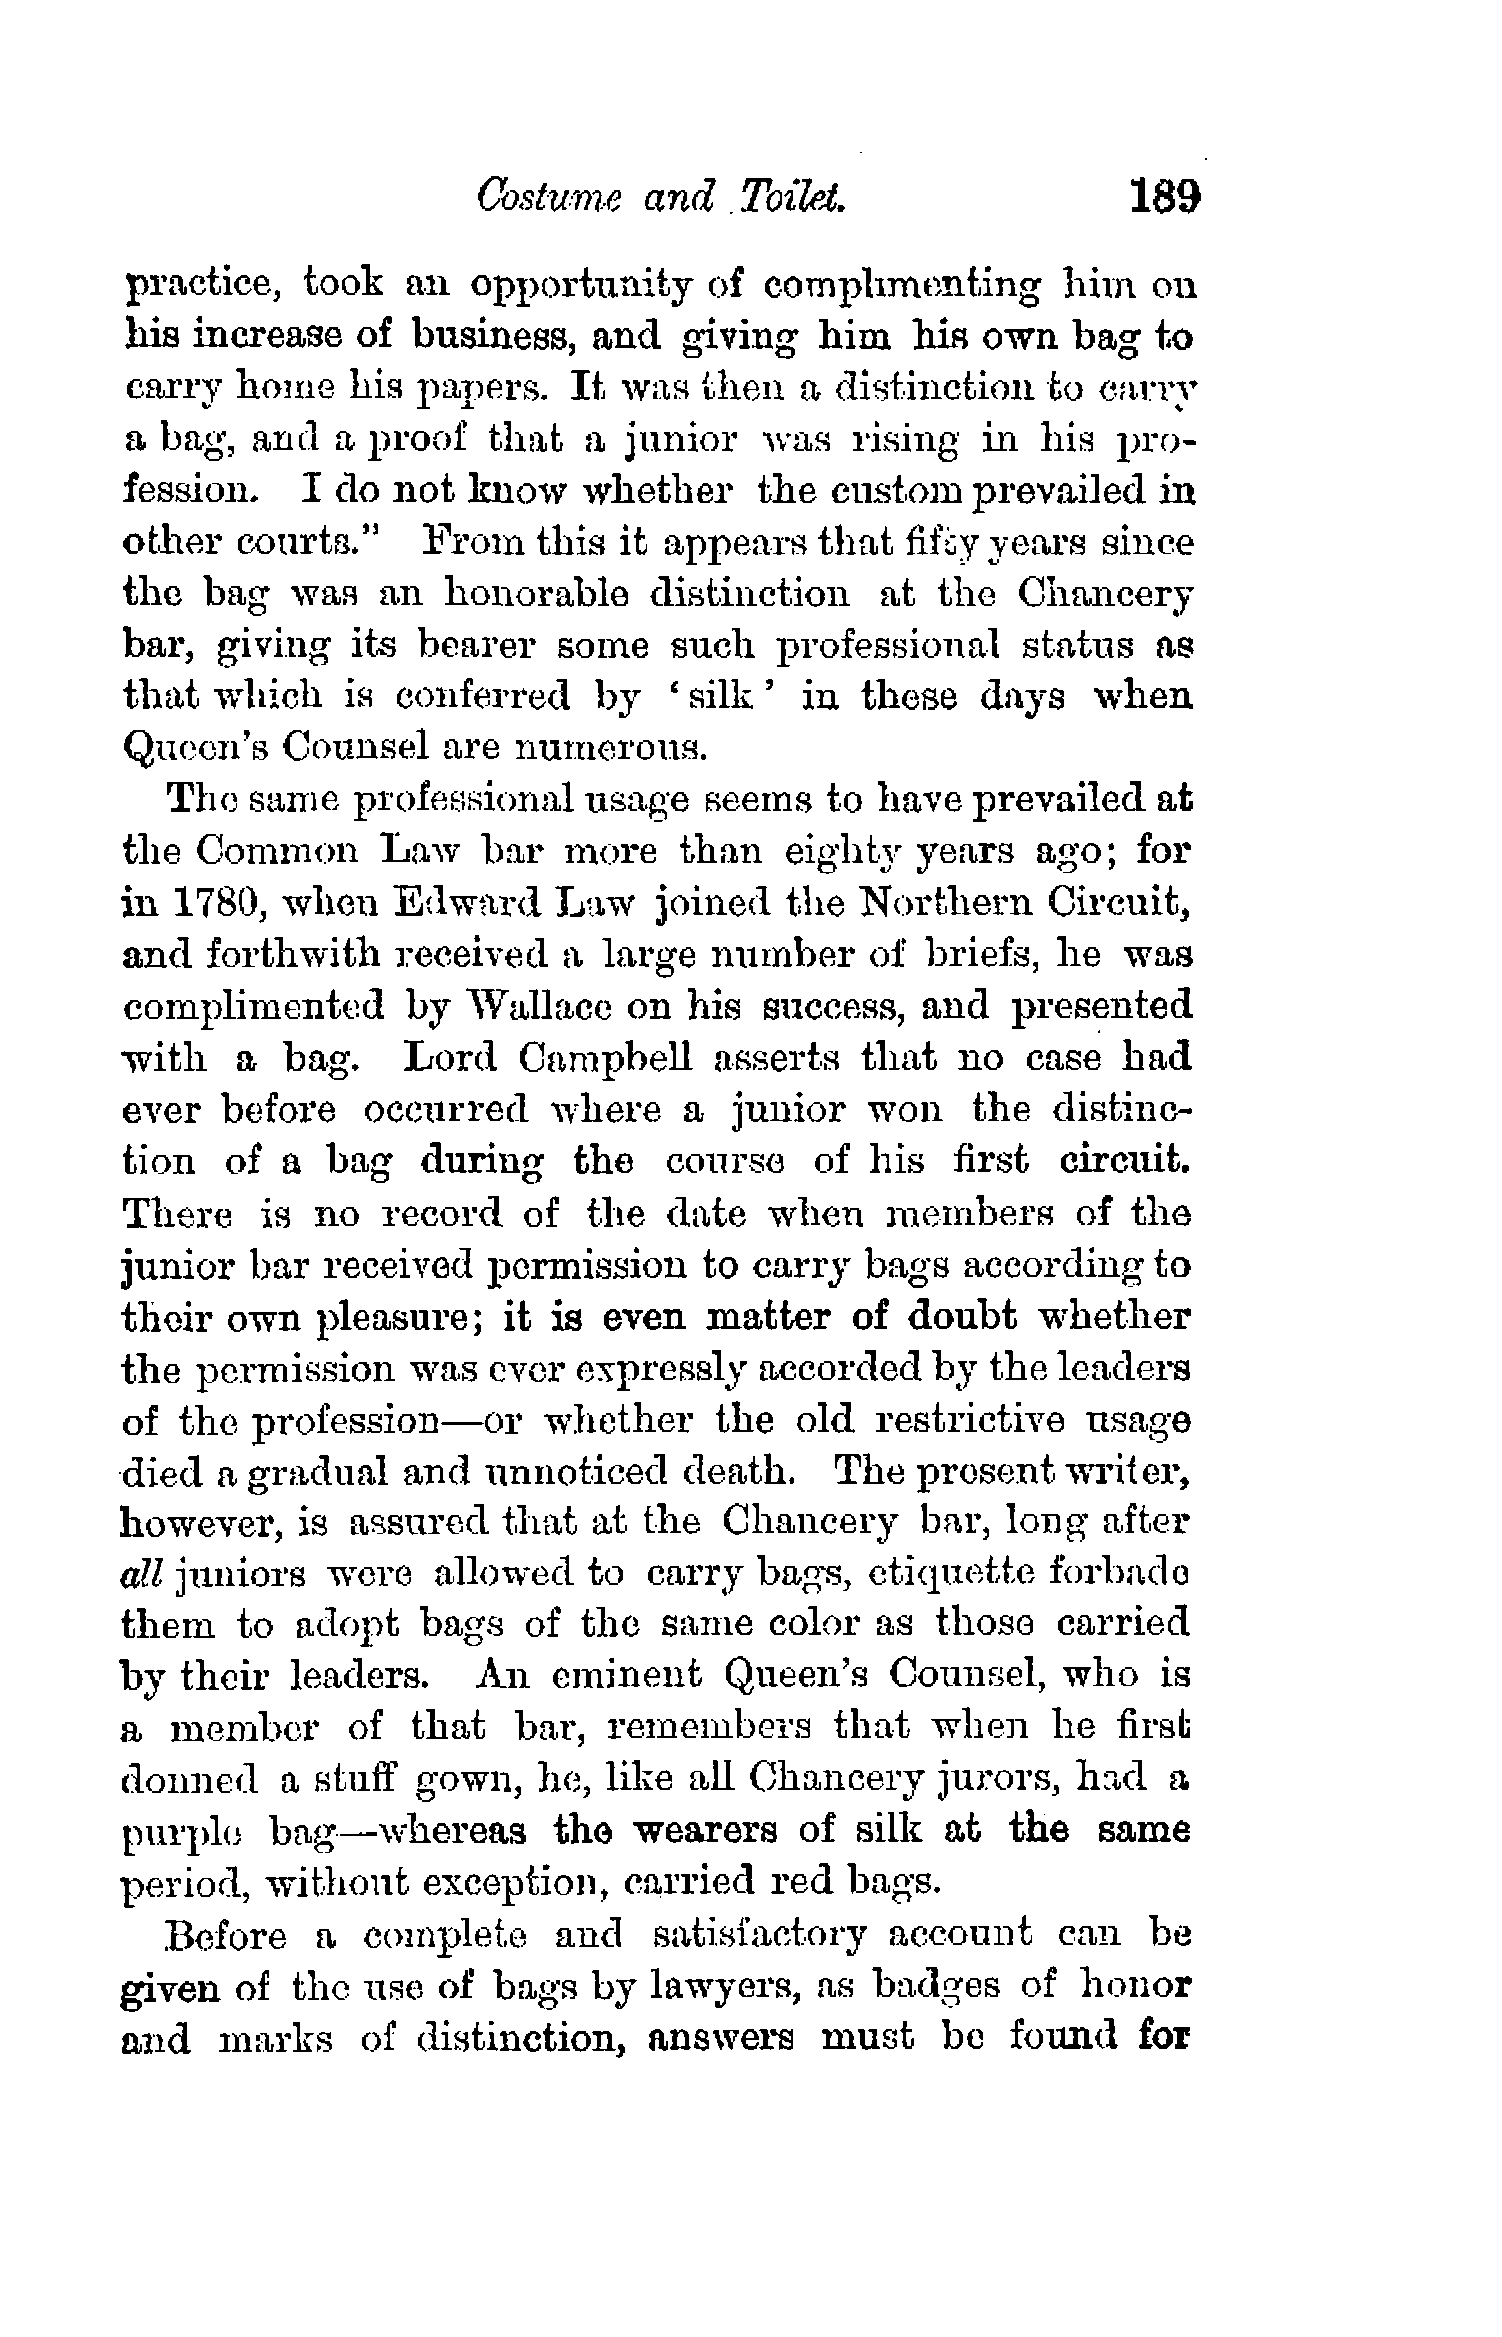 Costume and Toilet. 189
practice, took an opportunity of complimenting him on
his increase of business, and giving him his own bag to
carry home his papers. It was then a distinction to carry
a bag, and a proof that a junior was rising in his pro-
fession. I do not know whether the custom prevailed in
other courts." From this it appears that fifty years since
the bag was an honorable distinction at the Chancery
bar, giving its bearer some such professional status as
that which is conferred by ‘silk’ in these days when
Queen's Counsel are numerous.
The same professional usage seems to have prevailed at
the Common Law bar more than eighty years ago; for
in 1780, when Edward Law joined the Northern Circuit,
and forthwith received a large number of briefs, he was
complimented by Wallace on his success, and presented
with a bag. Lord Campbell asserts that no case had
ever before occurred where a junior won the distinc-
tion of a bag during the course of his first circuit.
There is no record of the date when members of the
junior bar received permission to carry bags according to
their own pleasure; it is even matter of doubt whether
the permission was ever expressly accorded by the leaders
of the profession—or whether the old restrictive usage
died a gradual and unnoticed death. The present writer,
however, is assured that at the Chancery bar, long after
all juniors were allowed to carry bags, etiquette forbade
them to adopt bags of the same color as those carried
by their leaders. An eminent Queen's Counsel, who is
a member of that bar, remembers that when he first
donned a stuff gown, he, like all Chancery jurors, had a
purple bag—whereas the wearers of silk at the same
period, without exception, carried red bags.
Before a complete and satisfactory account can be
given of the use of bags by lawyers, as badges of honor
and marks of distinction, answers must be found for